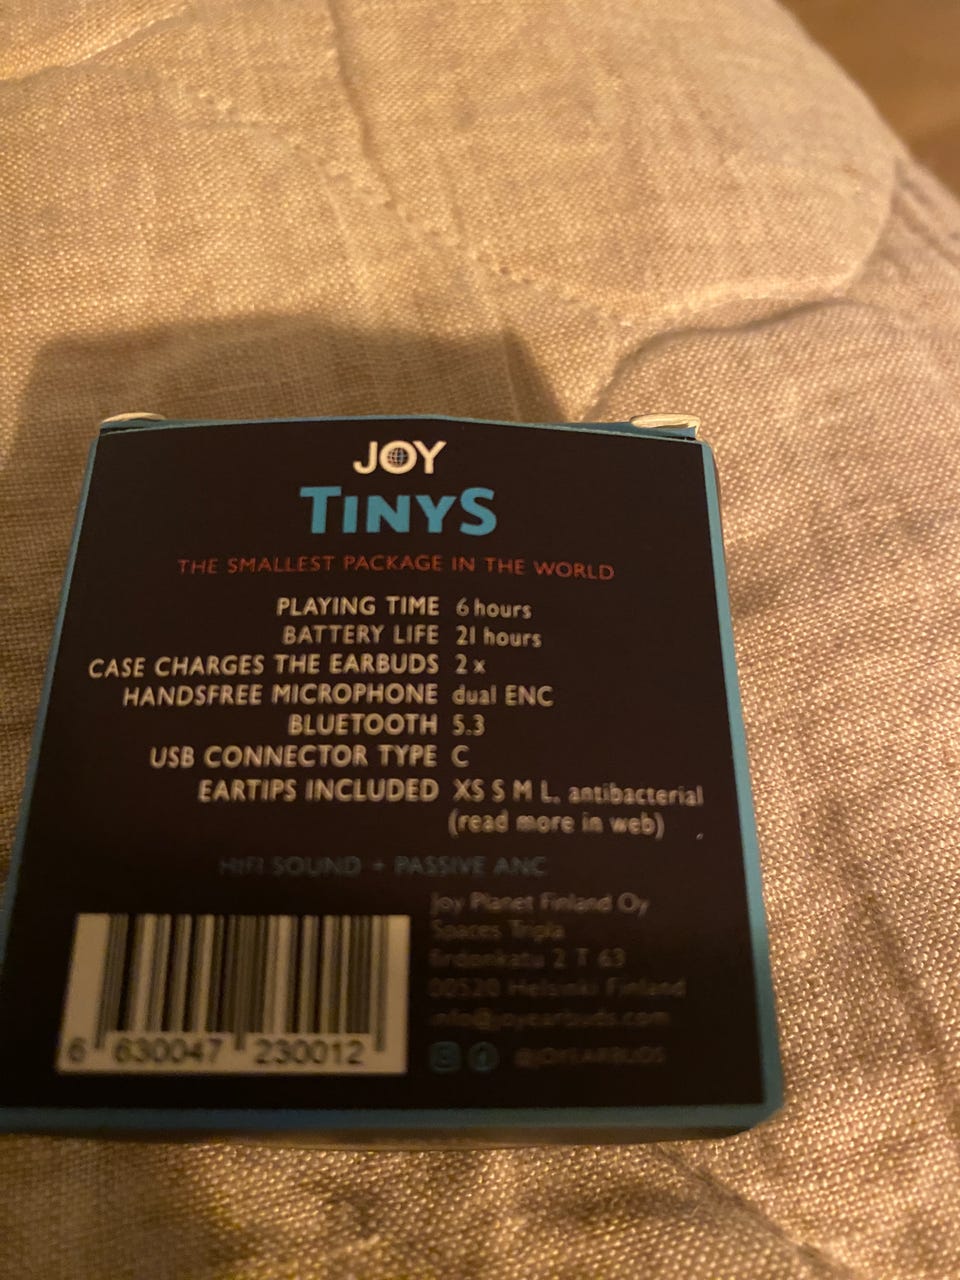 JOY
TINYS
THE SMALLEST PACKAGE IN THE WORLD
PLAYING TIME 6 hours
BATTERY LIFE 21 hours
CASE CHARGES THE EARBUDS 2 x
HANDSFREE MICROPHONE dual ENC
BLUETOOTH 5.3
USB CONNECTOR TYPE C
EARTIPS INCLUDED XS S M L, antibacterial
(read more in web)
HIFI SOUND + PASSIVE ANC
Joy Planet Finland Oy
Spaces Tripla
2 T 63
00520 Helsinki Finland
info@joyearbuds.com
@JOYEARBUDS
6 630047 230012